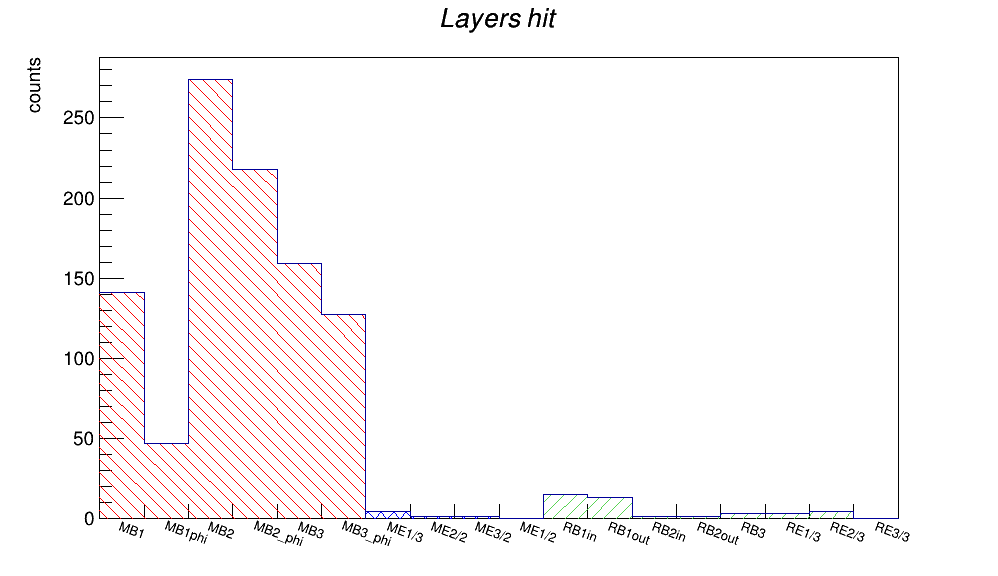 Layers hit
counts
250
200
150
100
50
0
MB1 MB1phi MB2 MB2_phi MB3 MB3_phi ME1/3 ME2/2 ME3/2 ME1/2 RB1in RB1out RB2in RB2out RB3 RE1/3 RE2/3 RE3/3